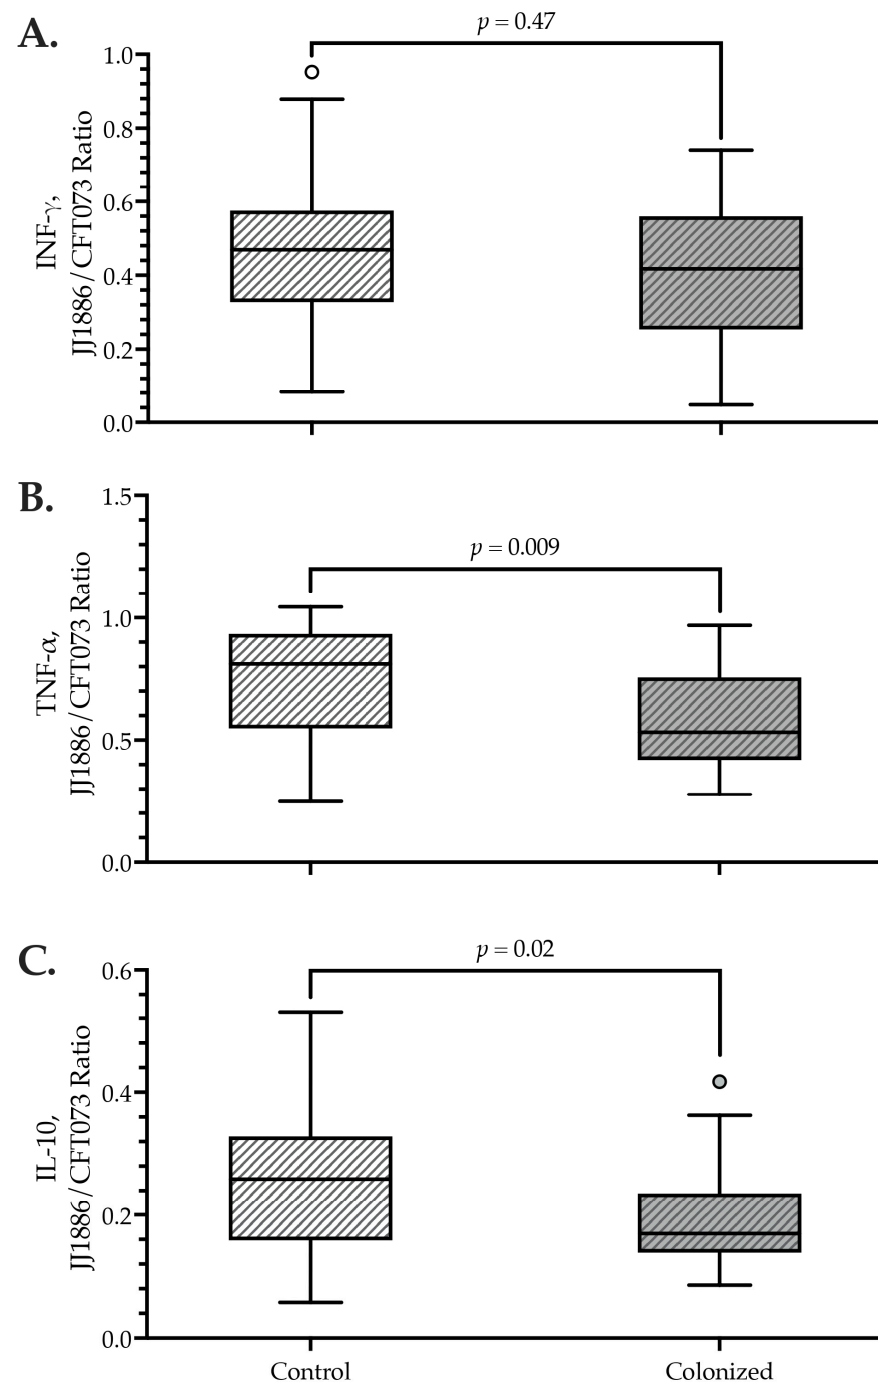 A.
p = 0.47
INF-γ,
JJ1886/CFT073 Ratio
1.0
0.8
0.6
0.4
0.2
0.0
B.
p = 0.009
TNF-α,
JJ1886/CFT073 Ratio
1.5
1.0
0.5
0.0
C.
p = 0.02
IL-10,
JJ1886/CFT073 Ratio
0.6
0.4
0.2
0.0
Control
Colonized